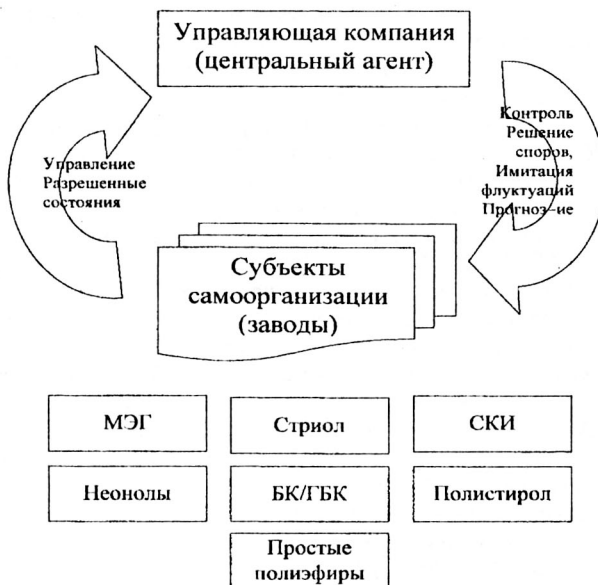 Управляющая компания
(центральный агент)
Управление
Разрешенные
состояния
Контроль
Решение
споров,
Имитация
флуктуаций
Прогноз-ие
Субъекты
самоорганизации
(заводы)
МЭГ
Стриол
СКИ
Неонолы
БК/ГБК
Полистирол
Простые
полиэфиры